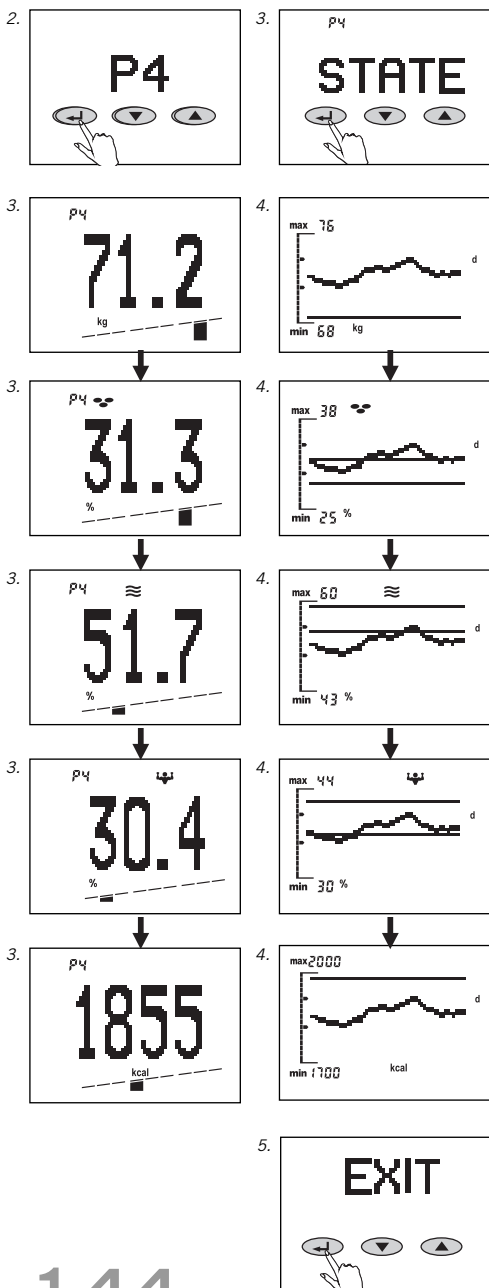 2.
P4
3.
P4
STATE
3.
P4
71.2
kg
4.
max 76
d
min 68 kg
3.
P4
31.3
%
4.
max 38
d
min 25 %
3.
P4
51.7
%
4.
max 60
d
min 43 %
3.
P4
30.4
%
4.
max 44
d
min 30 %
3.
P4
1855
kcal
4.
max 2000
d
min 1700 kcal
5.
EXIT
144